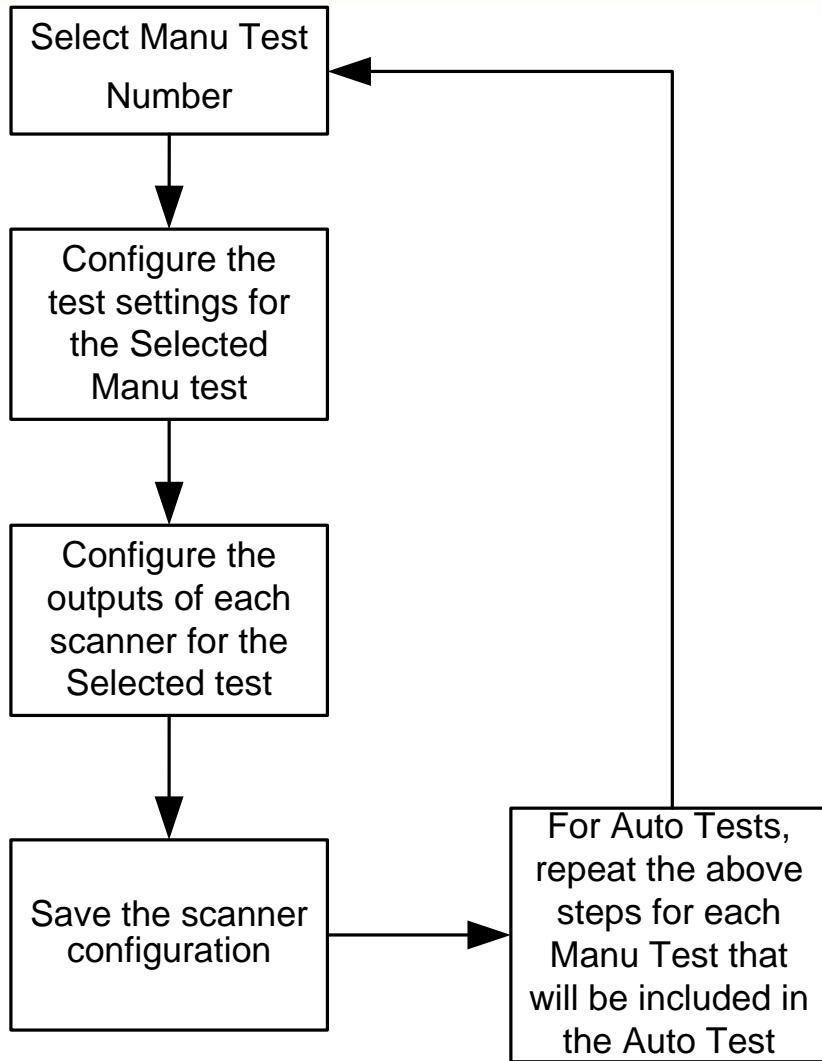 Select Manu Test
Number
Configure the
test settings for
the Selected
Manu test
Configure the
outputs of each
scanner for the
Selected test
Save the scanner
configuration
For Auto Tests,
repeat the above
steps for each
Manu Test that
will be included in
the Auto Test